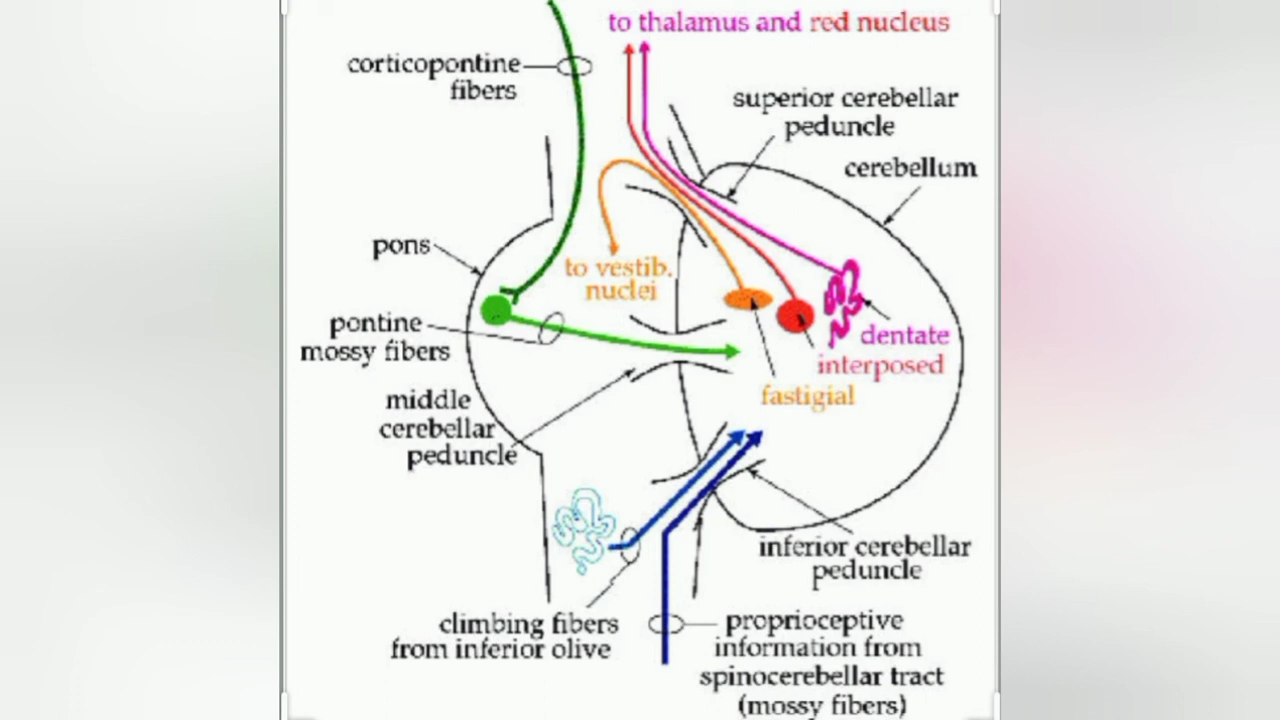 to thalamus and red nucleus
corticopontine
fibers
superior cerebellar
peduncle
cerebellum
pons
to vestib.
nuclei
pontine
mossy fibers
dentate
interposed
fastigial
middle
cerebellar
peduncle
inferior cerebellar
peduncle
climbing fibers
from inferior olive
proprioceptive
information from
spinocerebellar tract
(mossy fibers)